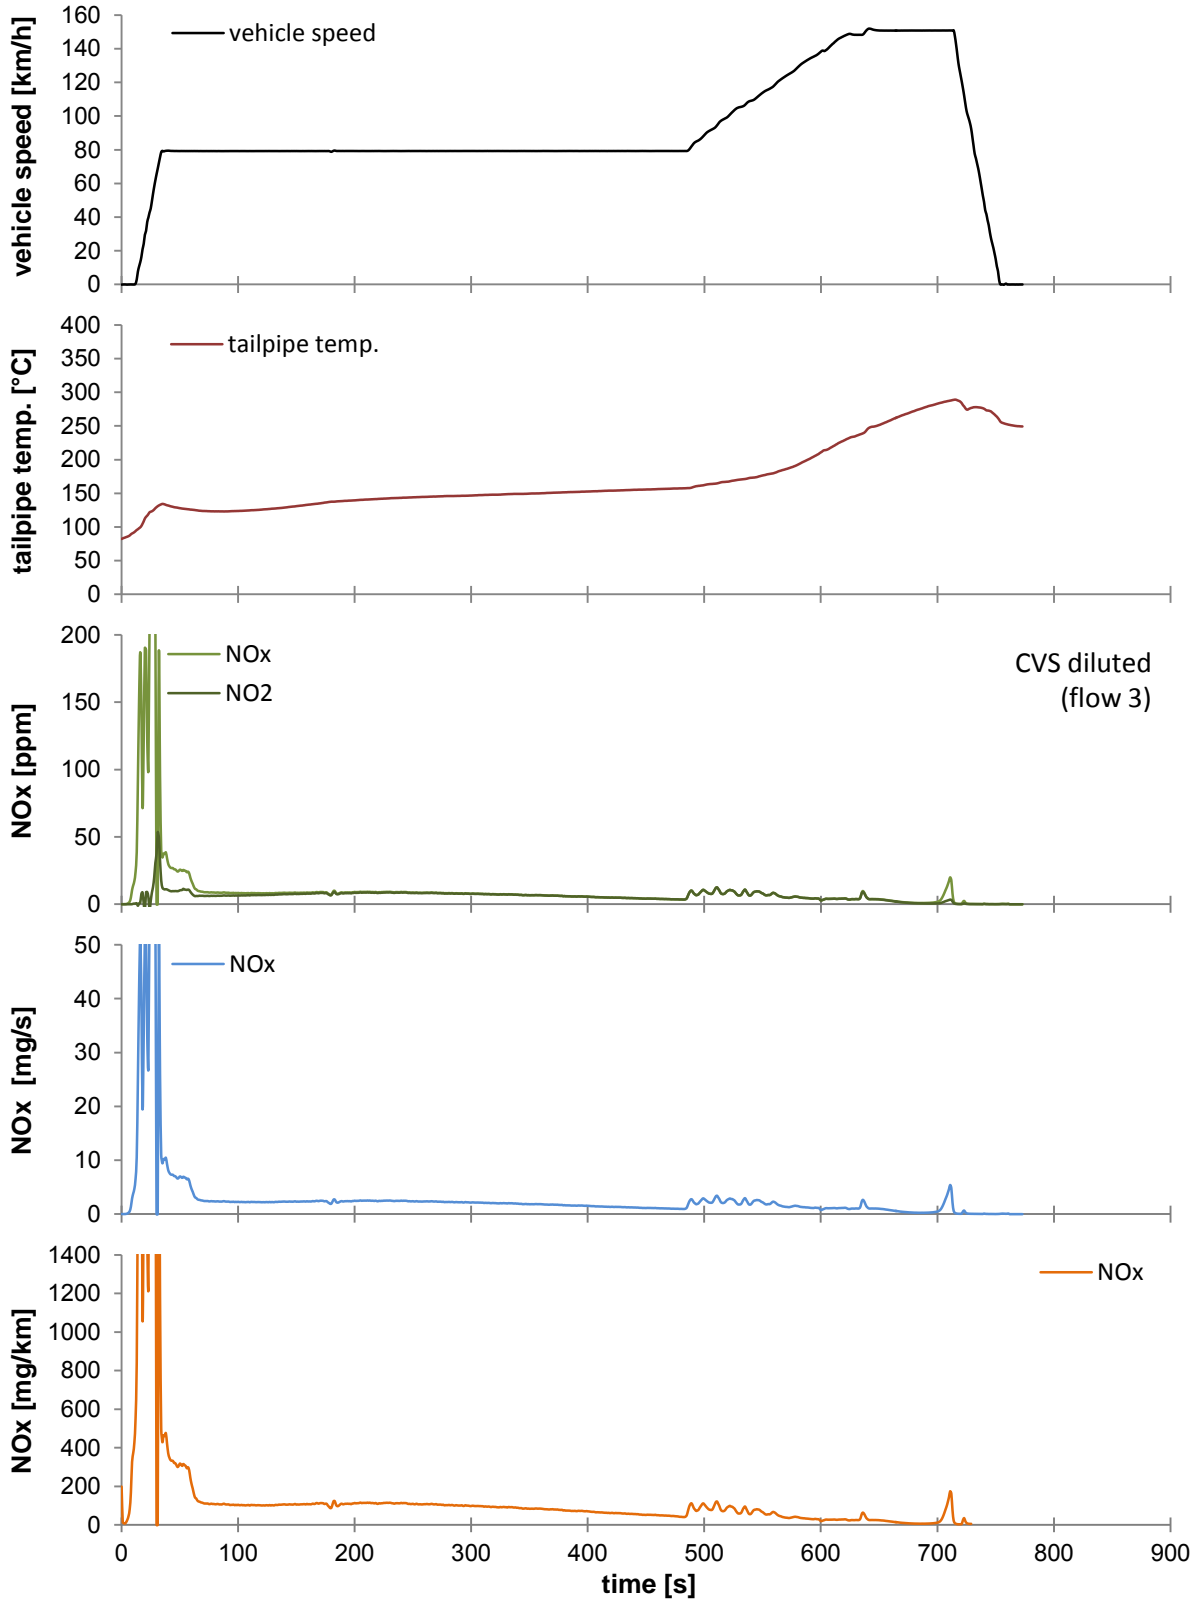 vehicle speed [km/h]
160
140
120
100
80
60
40
20
0
vehicle speed
tailpipe temp. [°C]
400
350
300
250
200
150
100
50
0
tailpipe temp.
NOx [ppm]
200
150
100
50
0
NOx
NO2
CVS diluted
(flow 3)
NOx [mg/s]
50
40
30
20
10
0
NOx
NOx [mg/km]
1400
1200
1000
800
600
400
200
0
NOx
0 100 200 300 400 500 600 700 800 900
time [s]